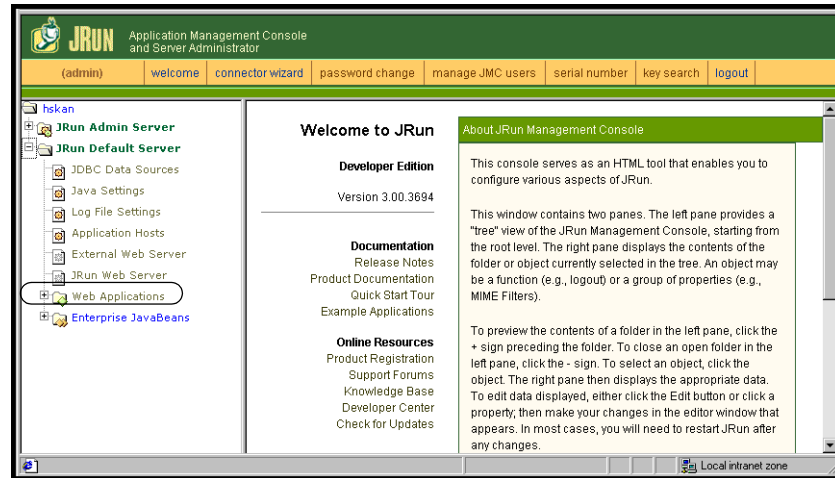 JRUN
Application Management Console
and Server Administrator
(admin) welcome connector wizard password change manage JMC users serial number key search logout
hskan
JRun Admin Server
JRun Default Server
JDBC Data Sources
Java Settings
Log File Settings
Application Hosts
External Web Server
JRun Web Server
Web Applications
Enterprise JavaBeans
Welcome to JRun
Developer Edition
Version 3.00.3694
Documentation
Release Notes
Product Documentation
Quick Start Tour
Example Applications
Online Resources
Product Registration
Support Forums
Knowledge Base
Developer Center
Check for Updates
About JRun Management Console
This console serves as an HTML tool that enables you to
configure various aspects of JRun.
This window contains two panes. The left pane provides a
"tree" view of the JRun Management Console, starting from
the root level. The right pane displays the contents of the
folder or object currently selected in the tree. An object may
be a function (e.g., logout) or a group of properties (e.g.,
MIME Filters).
To preview the contents of a folder in the left pane, click the
+ sign preceding the folder. To close an open folder in the
left pane, click the - sign. To select an object, click the
object. The right pane then displays the appropriate data.
To edit data displayed, either click the Edit button or click a
property; then make your changes in the editor window that
appears. In most cases, you will need to restart JRun after
any changes.
Local intranet zone